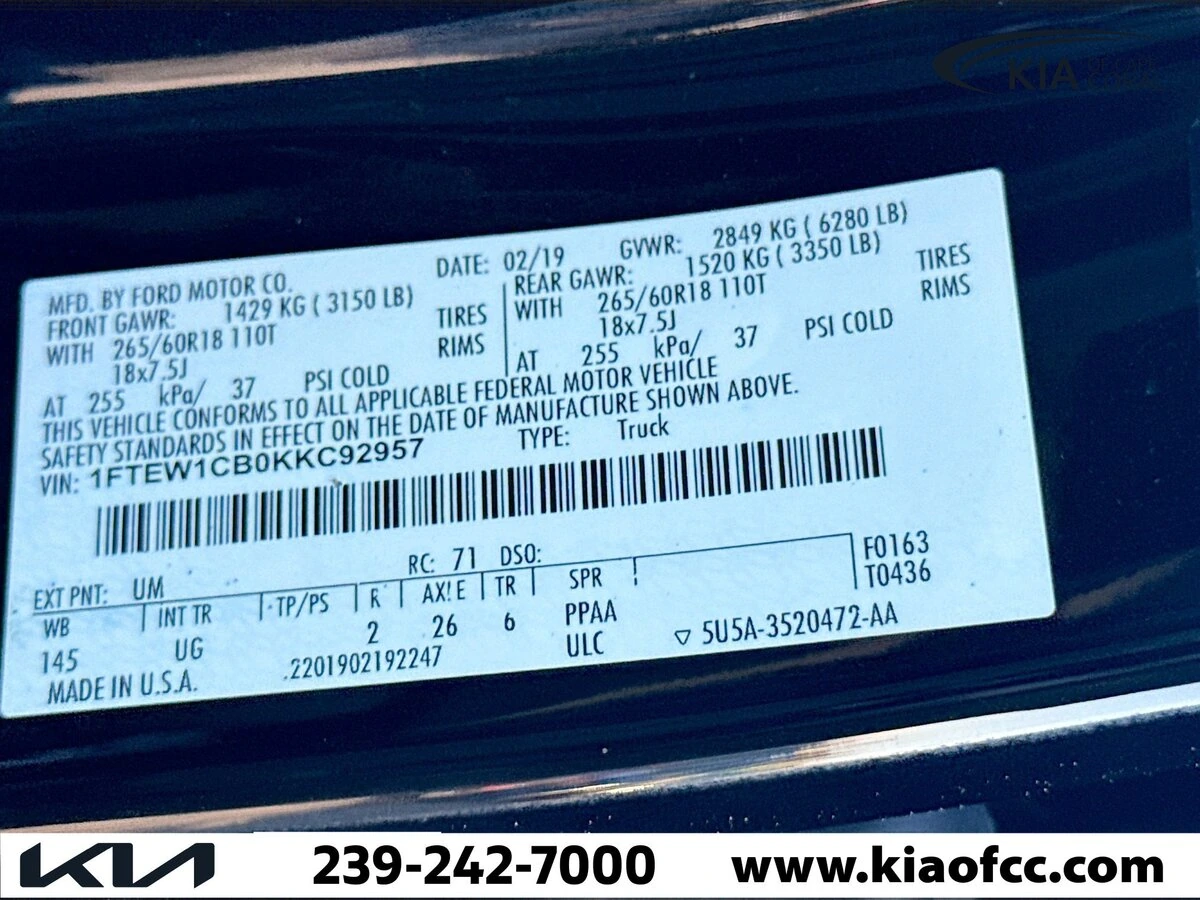 KIA
MFD. BY FORD MOTOR CO.
DATE: 02/19 GVWR: 2849 KG ( 6280 LB)
FRONT GAWR: 1429 KG ( 3150 LB)
WITH 265/60R18 110T TIRES
18x7.5J RIMS
AT 255 kPa/ 37 PSI COLD
REAR GAWR: 1520 KG ( 3350 LB)
WITH 265/60R18 110T TIRES
18x7.5J RIMS
AT 255 kPa/ 37 PSI COLD
THIS VEHICLE CONFORMS TO ALL APPLICABLE FEDERAL MOTOR VEHICLE
SAFETY STANDARDS IN EFFECT ON THE DATE OF MANUFACTURE SHOWN ABOVE.
VIN: 1FTEW1CB0KKC92957 TYPE: Truck
EXT PNT: UM RC: 71 DSO:
WB INT TR TP/PS R AXLE TR SPR
145 UG 2 26 6 PPAA
ULC
F0163
T0436
MADE IN U.S.A. .2201902192247 ▽ 5U5A-3520472-AA
KIA 239-242-7000 www.kiaofcc.com